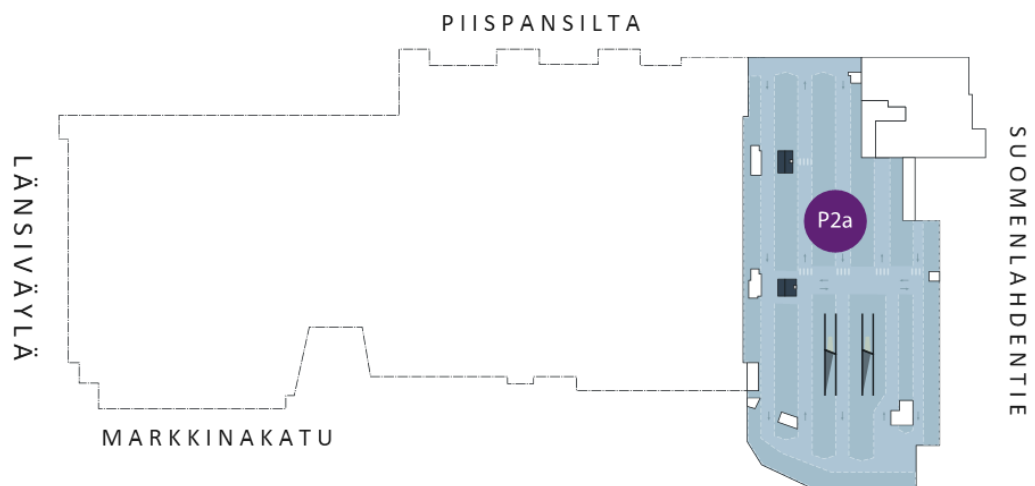 PIISPANSILTA
LÄNSIVÄYLÄ
P2a
SUOMENLAHDENTIE
MARKKINAKATU